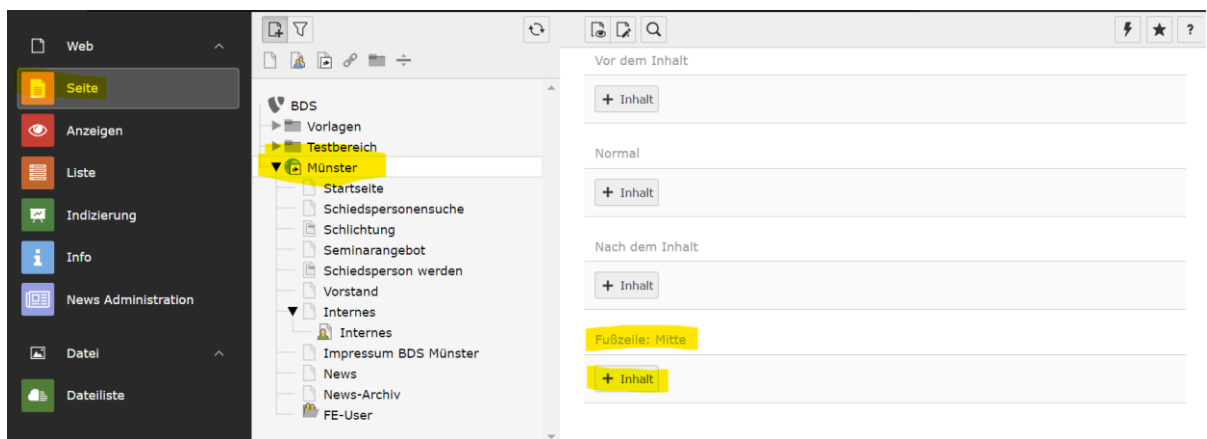 Web
Seite
Anzeigen
Liste
Indizierung
Info
News Administration
Datei
Dateiliste
BDS
Vorlagen
Testbereich
Münster
Startseite
Schiedspersonensuche
Schlichtung
Seminarangebot
Schiedsperson werden
Vorstand
Internes
Internes
Impressum BDS Münster
News
News-Archiv
FE-User
?
Vor dem Inhalt
+ Inhalt
Normal
+ Inhalt
Nach dem Inhalt
+ Inhalt
Fußzeile: Mitte
+ Inhalt